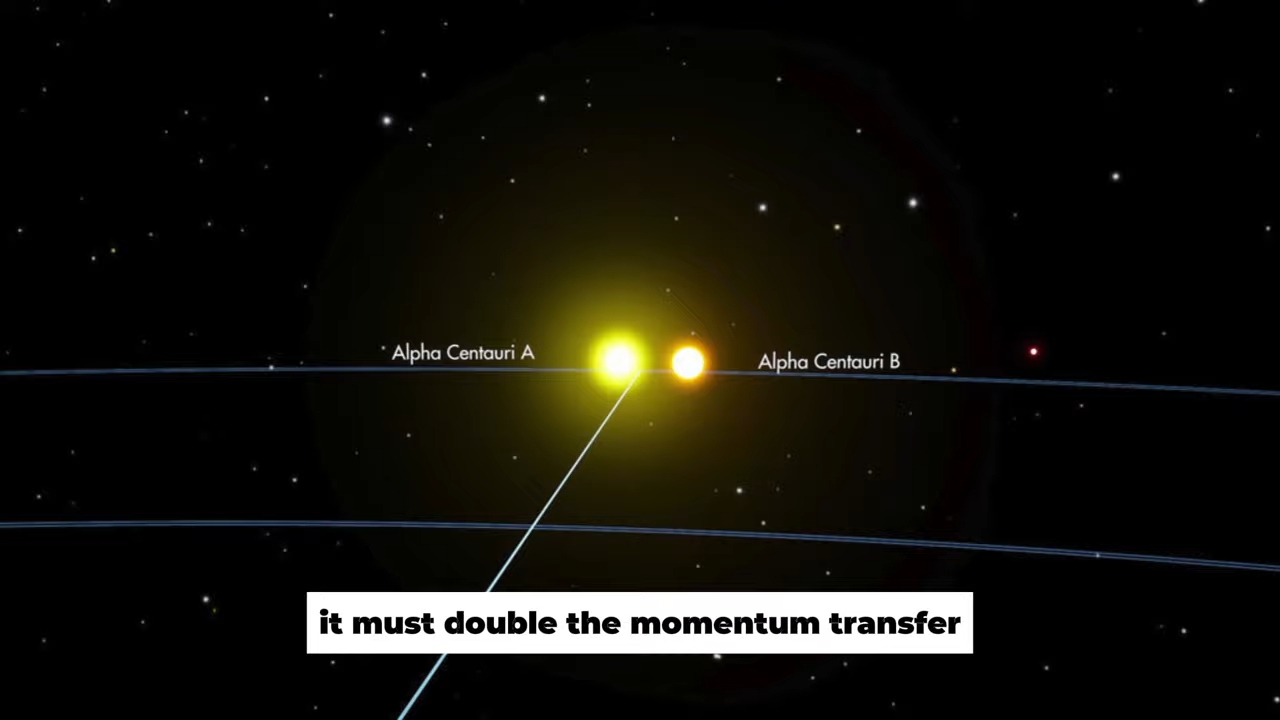 Alpha Centauri A
Alpha Centauri B
it must double the momentum transfer